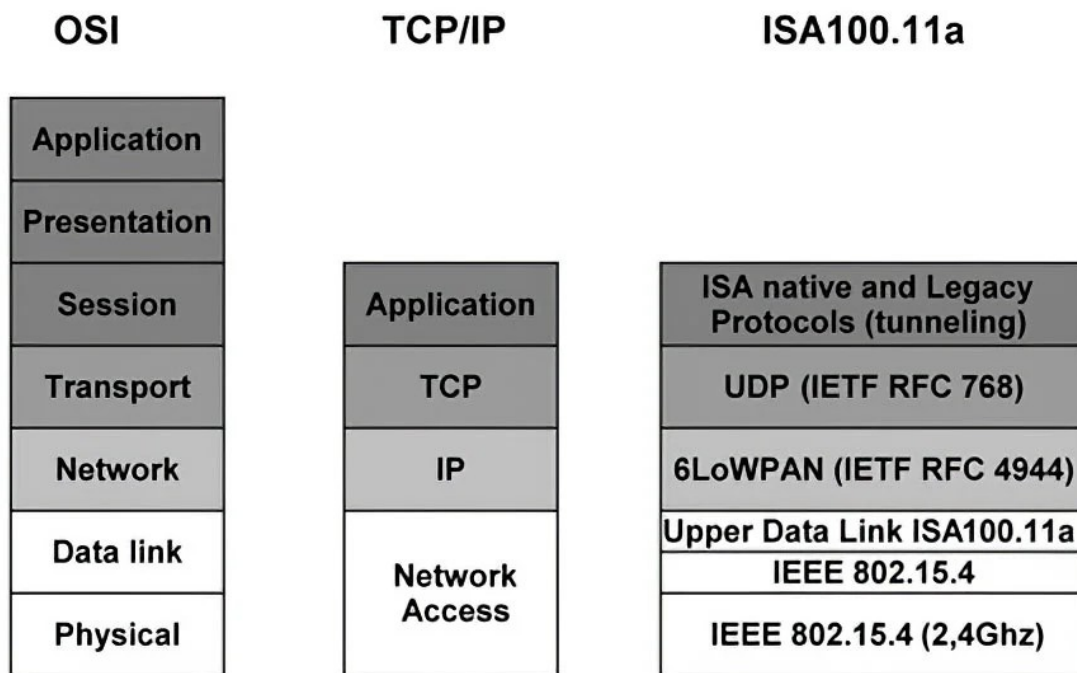 OSI
TCP/IP
ISA100.11a
Application
Presentation
Session
Transport
Network
Data link
Physical
Application
TCP
IP
Network
Access
ISA native and Legacy
Protocols (tunneling)
UDP (IETF RFC 768)
6LoWPAN (IETF RFC 4944)
Upper Data Link ISA100.11a
IEEE 802.15.4
IEEE 802.15.4 (2,4Ghz)